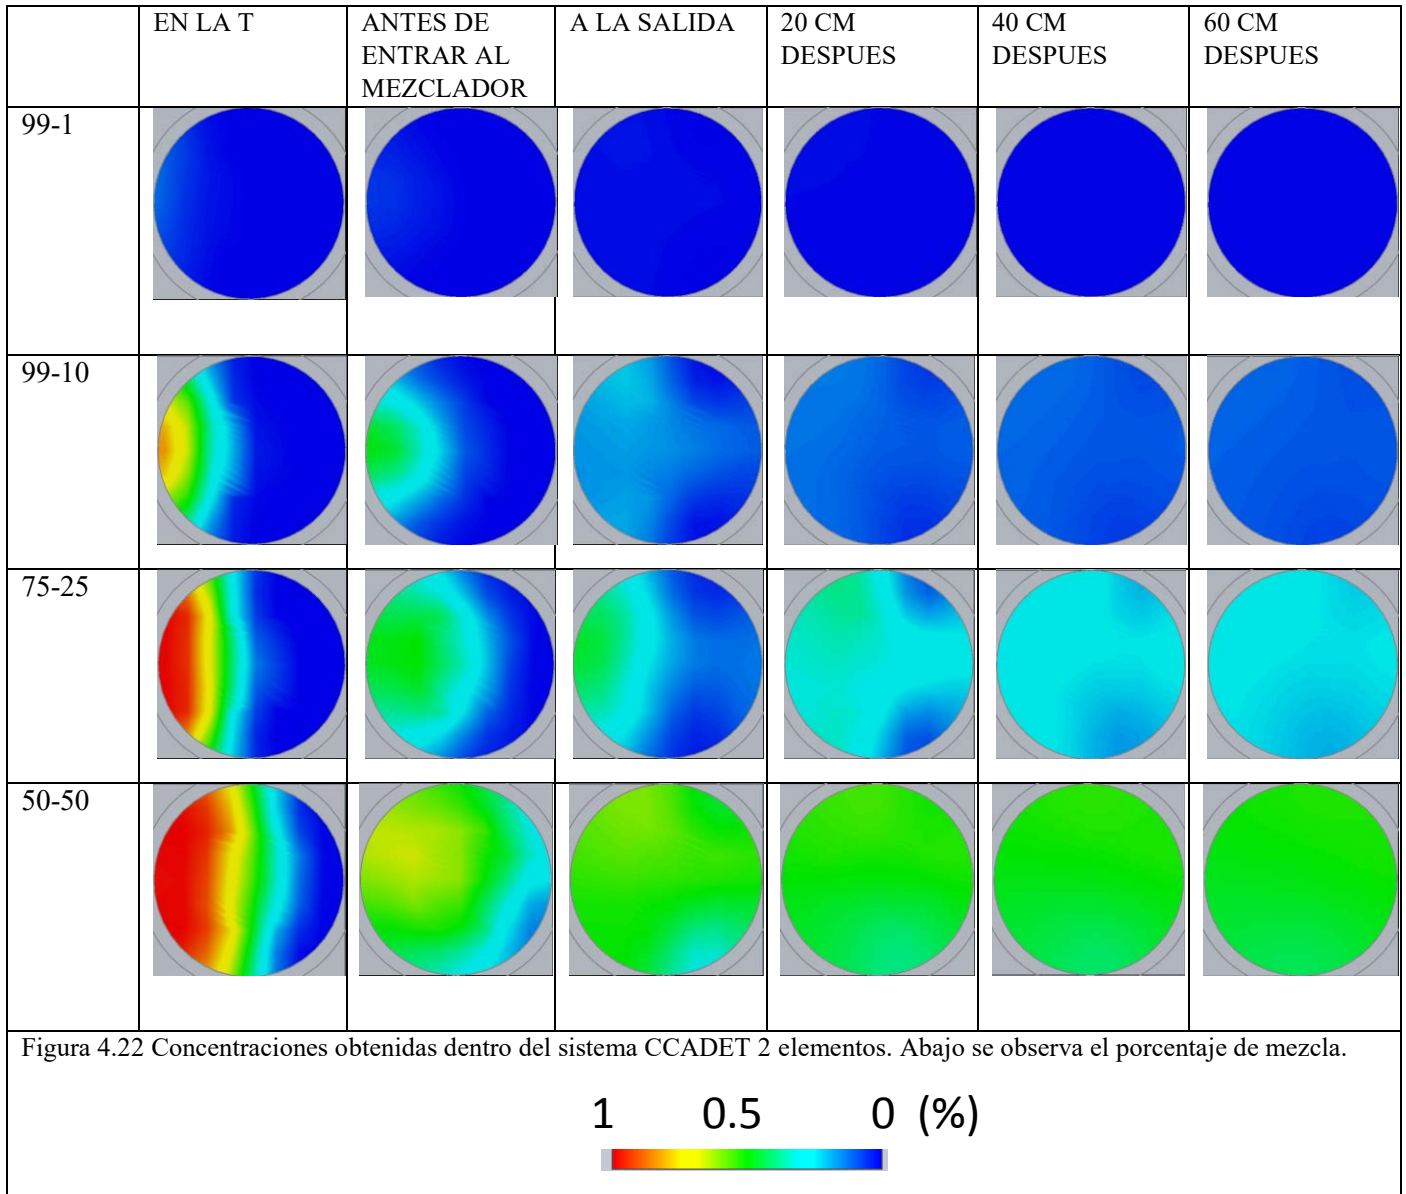 EN LA T
ANTES DE
ENTRAR AL
MEZCLADOR
A LA SALIDA
20 CM
DESPUES
40 CM
DESPUES
60 CM
DESPUES
99-1
99-10
75-25
50-50
Figura 4.22 Concentraciones obtenidas dentro del sistema CCADET 2 elementos. Abajo se observa el porcentaje de mezcla.
1 0.5 0 (%)